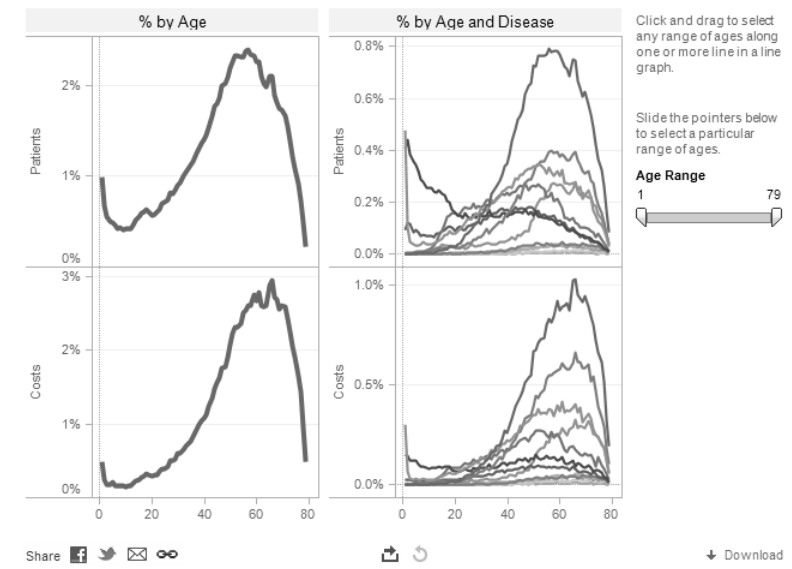 % by Age
% by Age and Disease
Click and drag to select
any range of ages along
one or more line in a line
graph.
Slide the pointers below
to select a particular
range of ages.
Age Range
1 79
Patients
2%
1%
0%
Patients
0.8%
0.6%
0.4%
0.2%
0.0%
Costs
3%
2%
1%
0%
Costs
1.0%
0.5%
0.0%
0 20 40 60 80
0 20 40 60 80
Share
Download